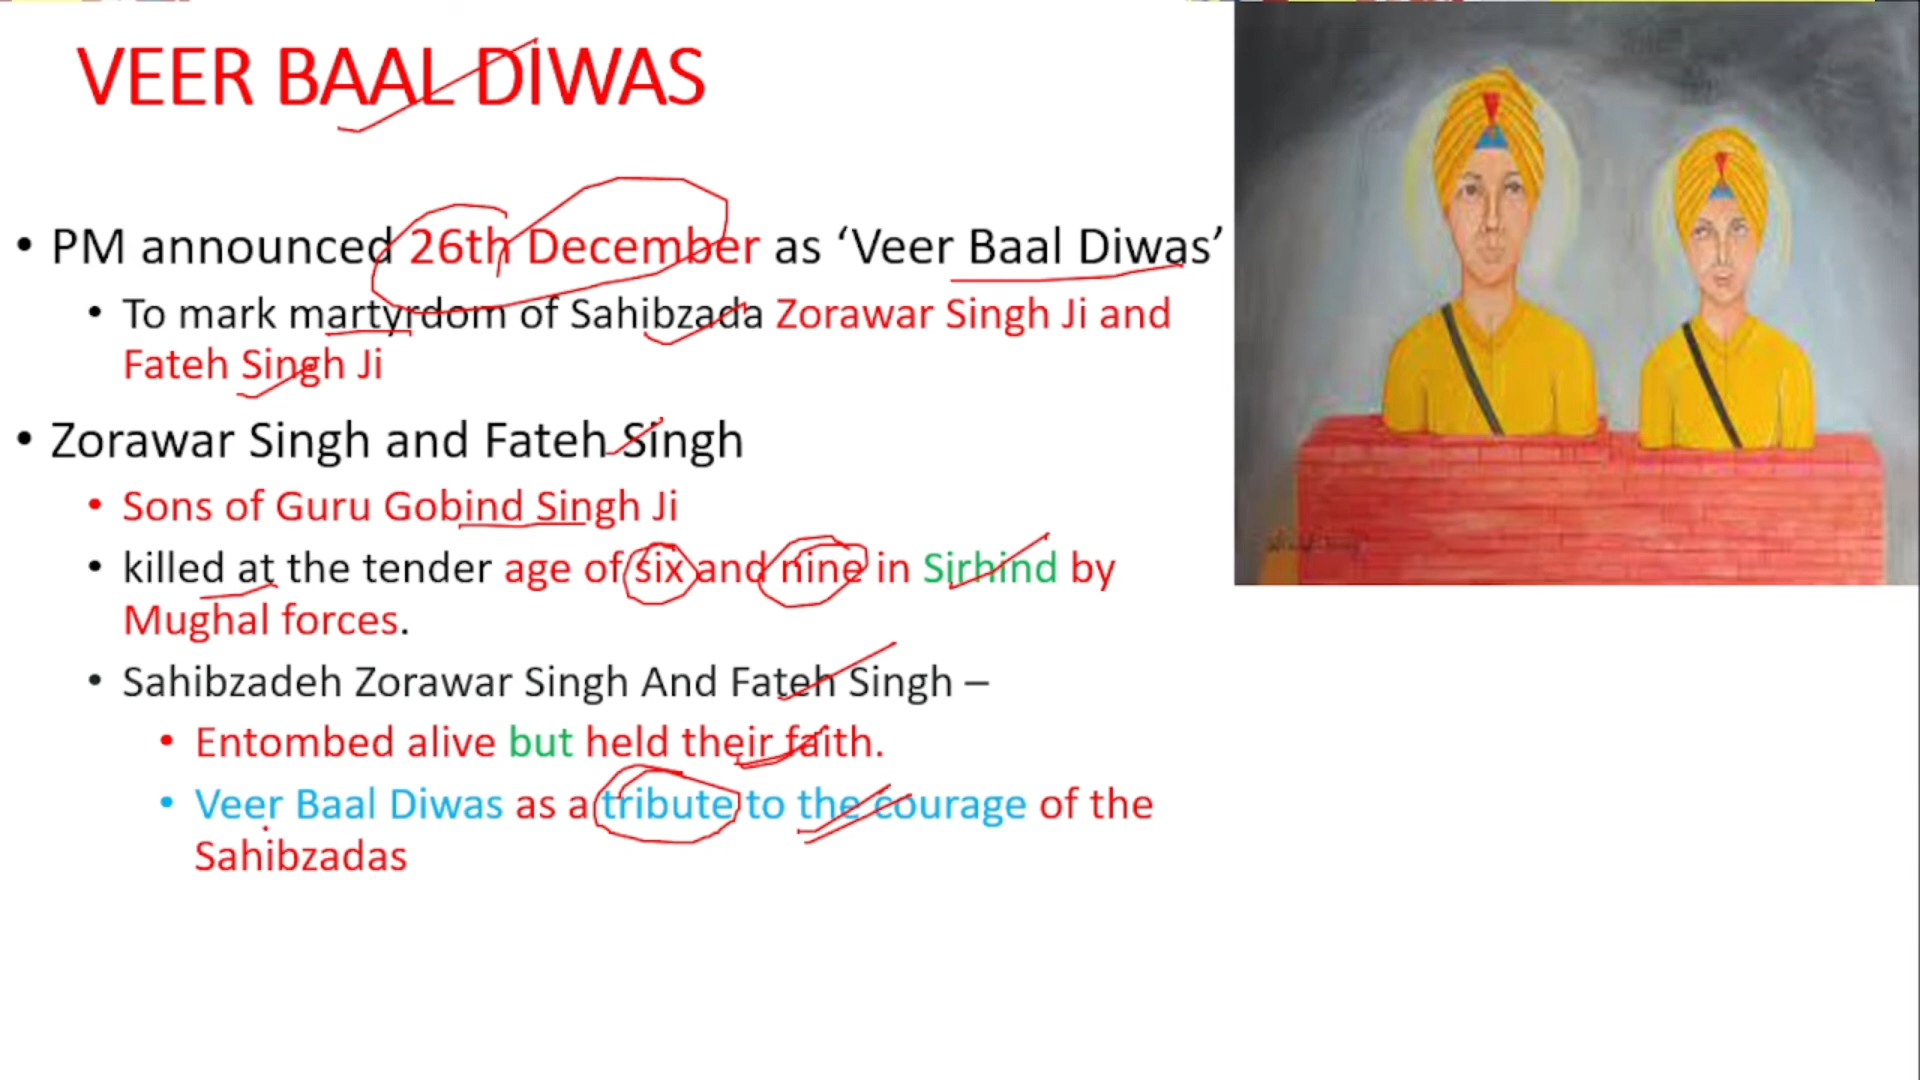 VEER BAAL DIWAS
• PM announced 26th December as ‘Veer Baal Diwas’
• To mark martyrdom of Sahibzada Zorawar Singh Ji and
Fateh Singh Ji
• Zorawar Singh and Fateh Singh
• Sons of Guru Gobind Singh Ji
• killed at the tender age of six and nine in Sirhind by
Mughal forces.
• Sahibzadeh Zorawar Singh And Fateh Singh –
• Entombed alive but held their faith.
• Veer Baal Diwas as a tribute to the courage of the
Sahibzadas